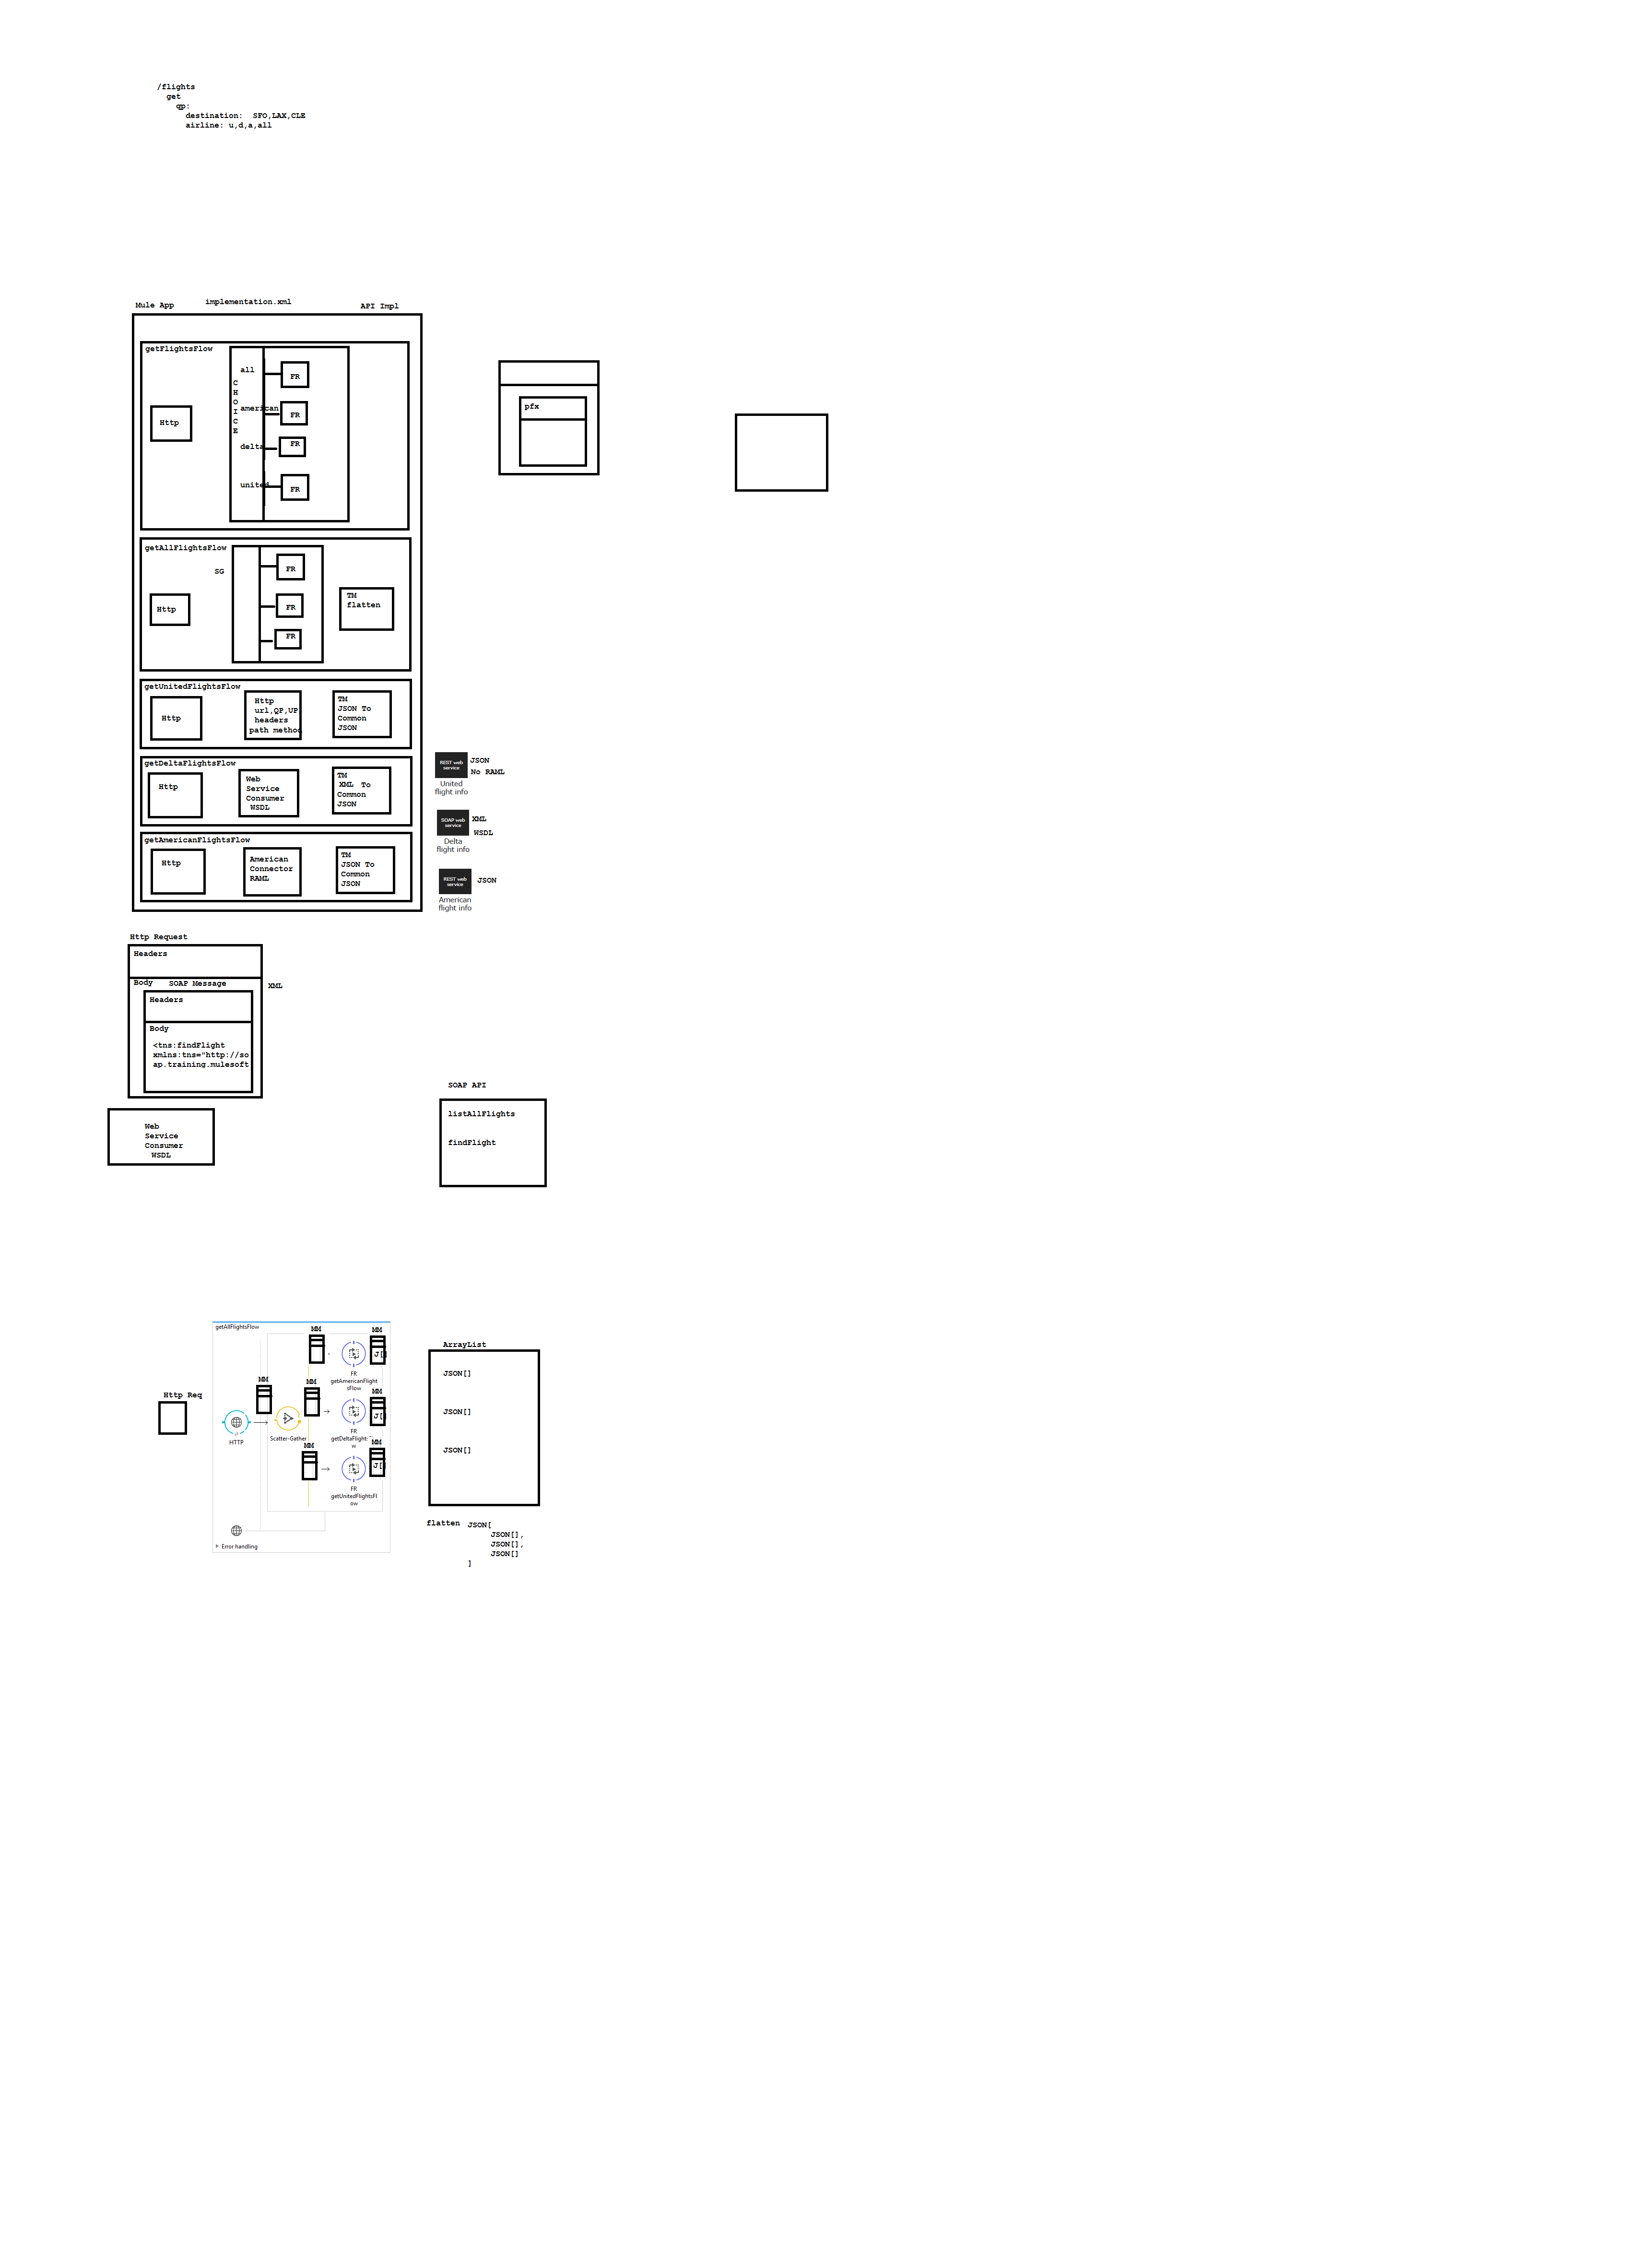 /flights
get
qp:
destination:  SFO,LAX,CLE
airline: u,d,a,all
Mule App
implementation.xml
API Impl
getFlightsFlow
CHOICE
all
FR
american
FR
delta
FR
united
FR
Http
pfx
getAllFlightsFlow
SG
Http
FR
FR
FR
TM
flatten
getUnitedFlightsFlow
Http
Http
url,QP,UP
headers
path method
TM
JSON To
Common
JSON
getDeltaFlightsFlow
Http
Web
Service
Consumer
WSDL
TM
XML To
Common
JSON
getAmericanFlightsFlow
Http
American
Connector
RAML
TM
JSON To
Common
JSON
REST web
service
JSON
No RAML
United
flight info
SOAP web
service
XML
WSDL
Delta
flight info
REST web
service
JSON
American
flight info
Http Request
Headers
Body
SOAP Message
XML
Headers
Body
<tns:findFlight
xmlns:tns="http://so
ap.training.mulesoft
Web
Service
Consumer
WSDL
SOAP API
listAllFlights
findFlight
getAllFlightsFlow
Http Req
HTTP
MM
Scatter-Gather
MM
MM
MM
FR
getAmericanFlight
sFlow
FR
getDeltaFlight:
w
FR
getUnitedFlightsFl
ow
MM
J[]
MM
J[]
MM
J[]
Error handling
ArrayList
JSON[]
JSON[]
JSON[]
flatten
JSON[
JSON[],
JSON[],
JSON[]
]